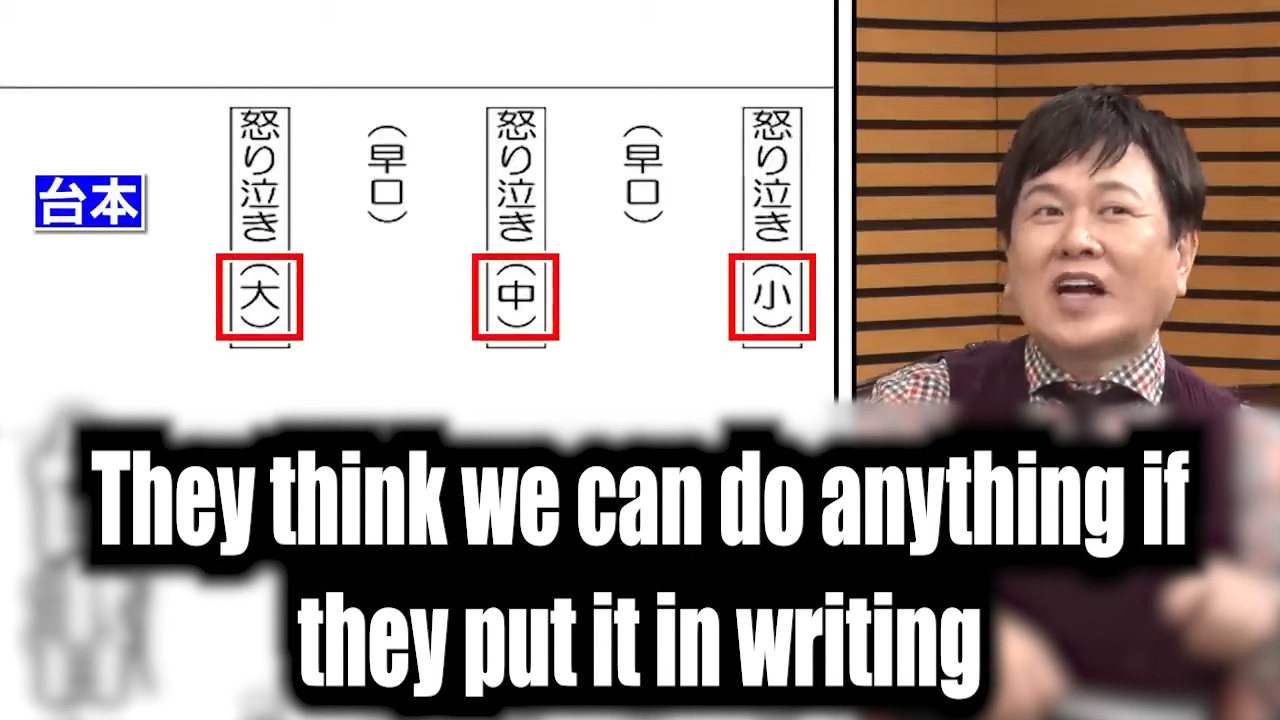 怒り泣き(小)
(早口)
怒り泣き(中)
(早口)
怒り泣き(大)
台本
They think we can do anything if
they put it in writing